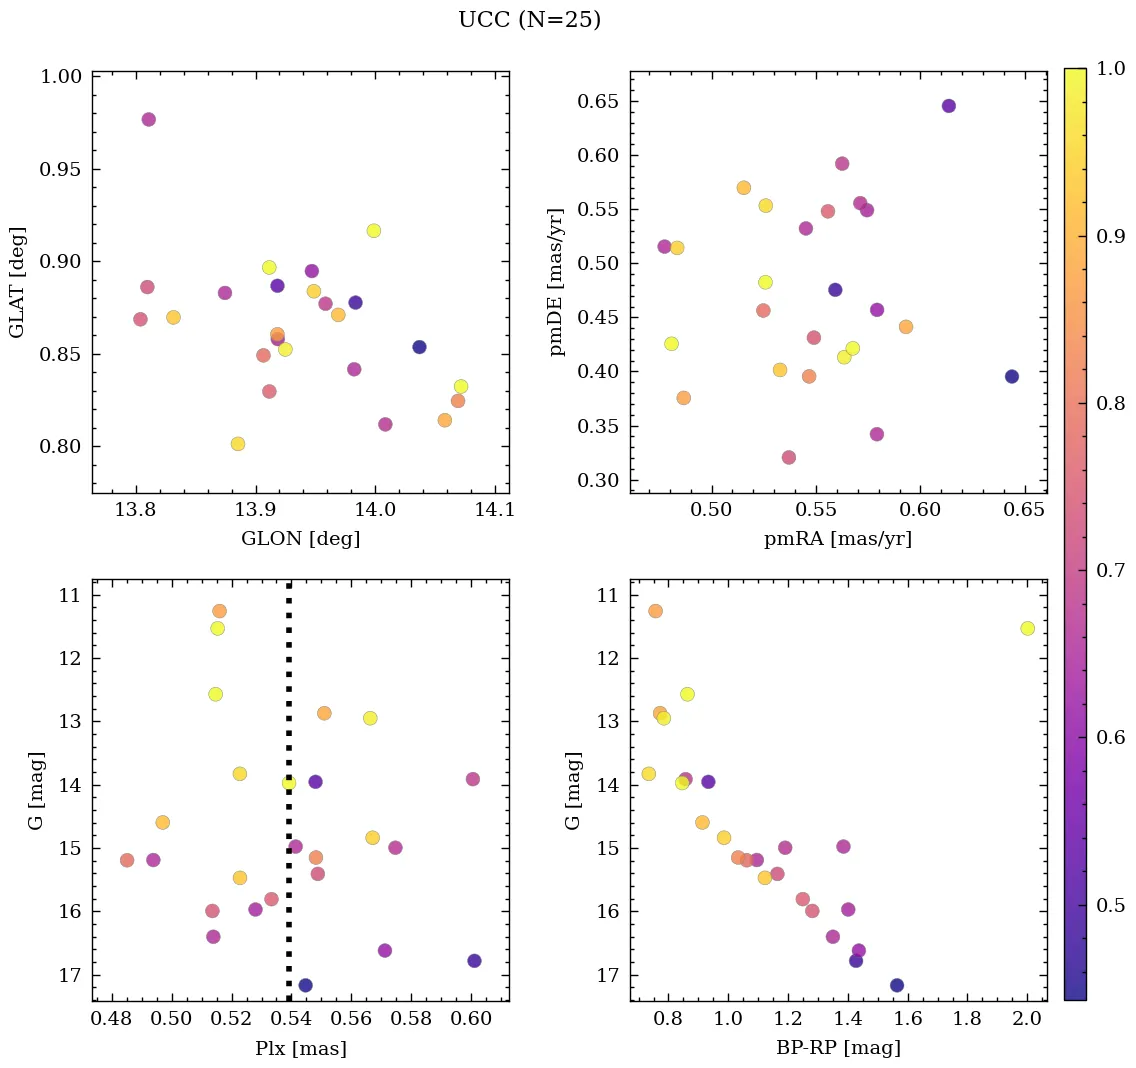 UCC (N=25)
1.00
0.95
0.90
0.85
0.80
GLAT [deg]
13.8 13.9 14.0 14.1
GLON [deg]
0.65
0.60
0.55
0.50
0.45
0.40
0.35
0.30
pmDE [mas/yr]
0.50 0.55 0.60 0.65
pmRA [mas/yr]
11
12
13
14
15
16
17
G [mag]
0.48 0.50 0.52 0.54 0.56 0.58 0.60
Plx [mas]
11
12
13
14
15
16
17
G [mag]
0.8 1.0 1.2 1.4 1.6 1.8 2.0
BP-RP [mag]
1.0
0.9
0.8
0.7
0.6
0.5